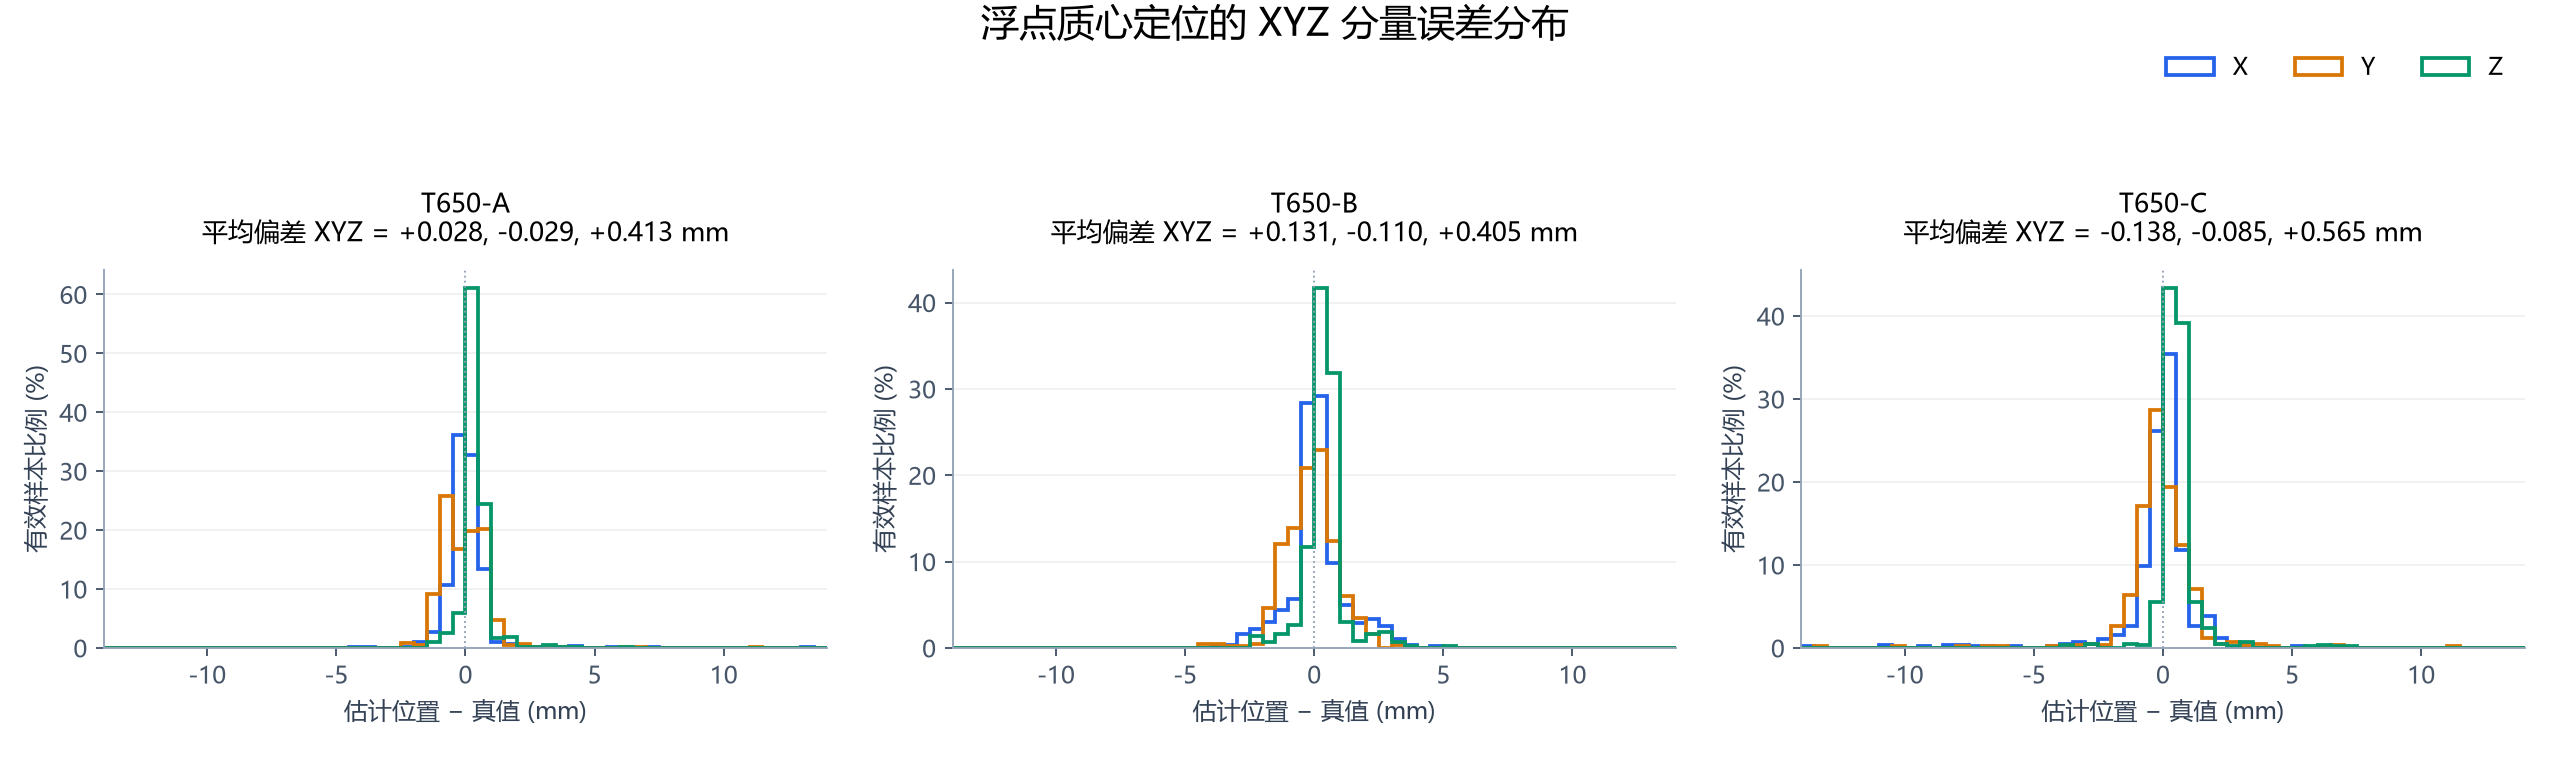 浮点质心定位的 XYZ 分量误差分布
X Y Z
T650-A
平均偏差 XYZ = +0.028, -0.029, +0.413 mm
有效样本比例 (%)
60
50
40
30
20
10
0
-10 -5 0 5 10
估计位置 − 真值 (mm)
T650-B
平均偏差 XYZ = +0.131, -0.110, +0.405 mm
有效样本比例 (%)
40
30
20
10
0
-10 -5 0 5 10
估计位置 − 真值 (mm)
T650-C
平均偏差 XYZ = -0.138, -0.085, +0.565 mm
有效样本比例 (%)
40
30
20
10
0
-10 -5 0 5 10
估计位置 − 真值 (mm)